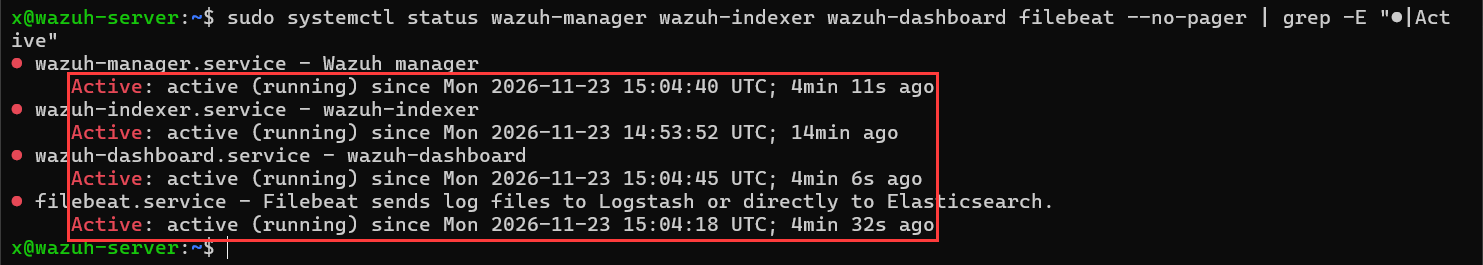 x@wazuh-server:~$ sudo systemctl status wazuh-manager wazuh-indexer wazuh-dashboard filebeat --no-pager | grep -E "●|Act
ive"
● wazuh-manager.service - Wazuh manager
Active: active (running) since Mon 2026-11-23 15:04:40 UTC; 4min 11s ago
● wazuh-indexer.service - wazuh-indexer
Active: active (running) since Mon 2026-11-23 14:53:52 UTC; 14min ago
● wazuh-dashboard.service - wazuh-dashboard
Active: active (running) since Mon 2026-11-23 15:04:45 UTC; 4min 6s ago
● filebeat.service - Filebeat sends log files to Logstash or directly to Elasticsearch.
Active: active (running) since Mon 2026-11-23 15:04:18 UTC; 4min 32s ago
x@wazuh-server:~$